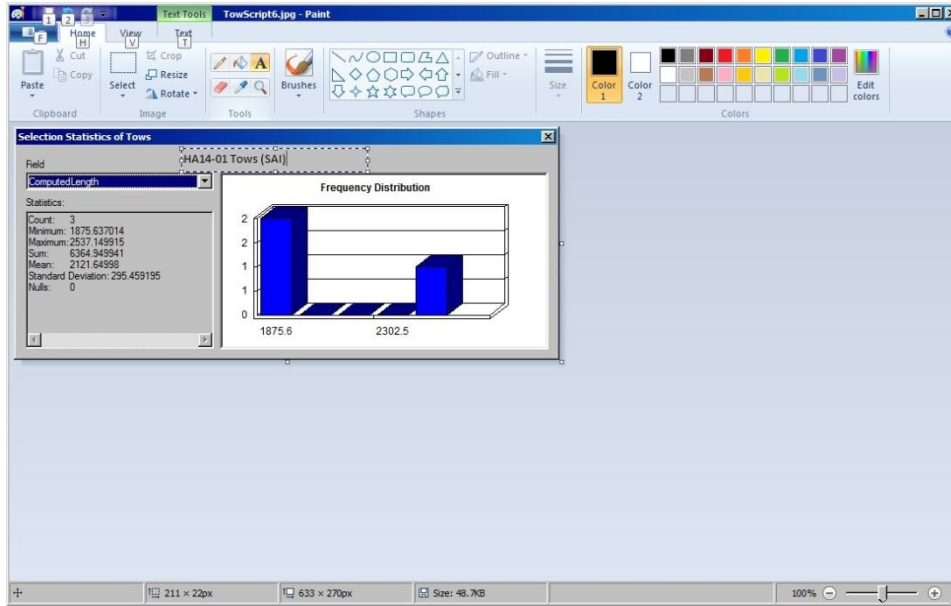 Text Tools
TowScript6.jpg - Paint
1 2 3
F
Home
View
Text
H
V
T
Paste
Cut
Copy
Clipboard
Select
Crop
Resize
Rotate
Image
A
Tools
Brushes
Outline
Fill
Shapes
Size
Color 1
Color 2
Edit colors
Colors
Selection Statistics of Tows
HA14-01 Tows (SAI)
Field
ComputedLength
Statistics:
Count: 3
Minimum: 1875.637014
Maximum: 2537.149915
Sum: 6364.949941
Mean: 2121.64998
Standard Deviation: 295.459195
Nulls: 0
Frequency Distribution
2
2
1
1
0
1875.6 2302.5
211 × 22px
633 × 270px
Size: 48.7KB
100%